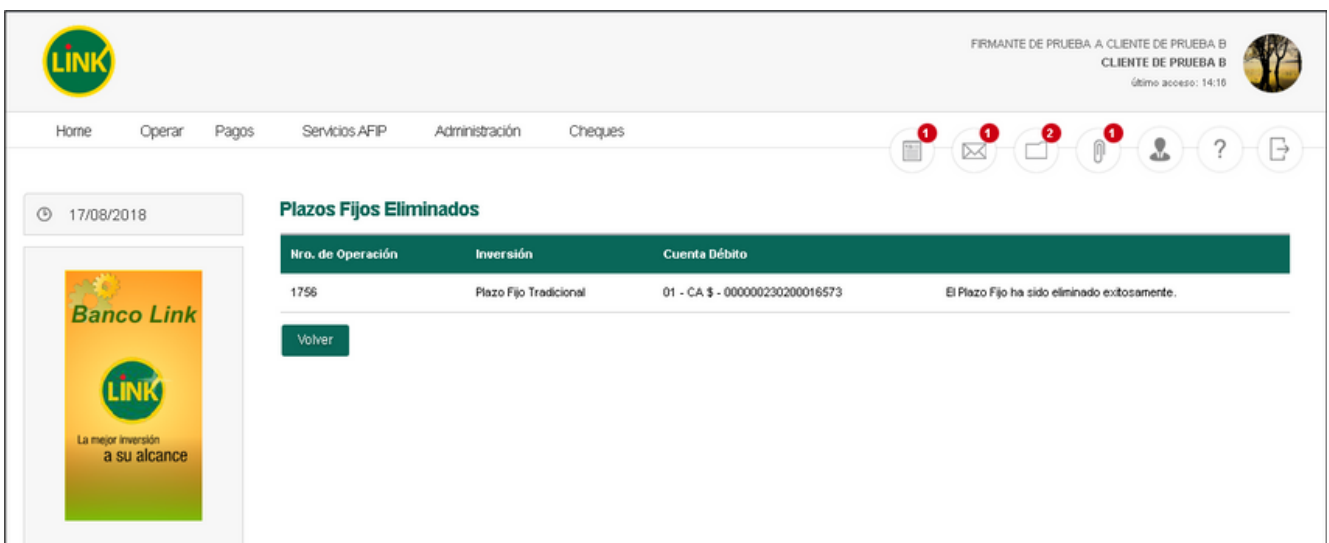 LINK
FIRMANTE DE PRUEBA A CLIENTE DE PRUEBA B
CLIENTE DE PRUEBA B
último acceso: 14:16
Home Operar Pagos Servicios AFIP Administración Cheques
1 1 2 1 ?
17/08/2018
Plazos Fijos Eliminados
Nro. de Operación Inversión Cuenta Débito
1756 Plazo Fijo Tradicional 01 - CA $ - 000000230200016573 El Plazo Fijo ha sido eliminado exitosamente.
Volver
Banco Link
LINK
La mejor inversión
a su alcance